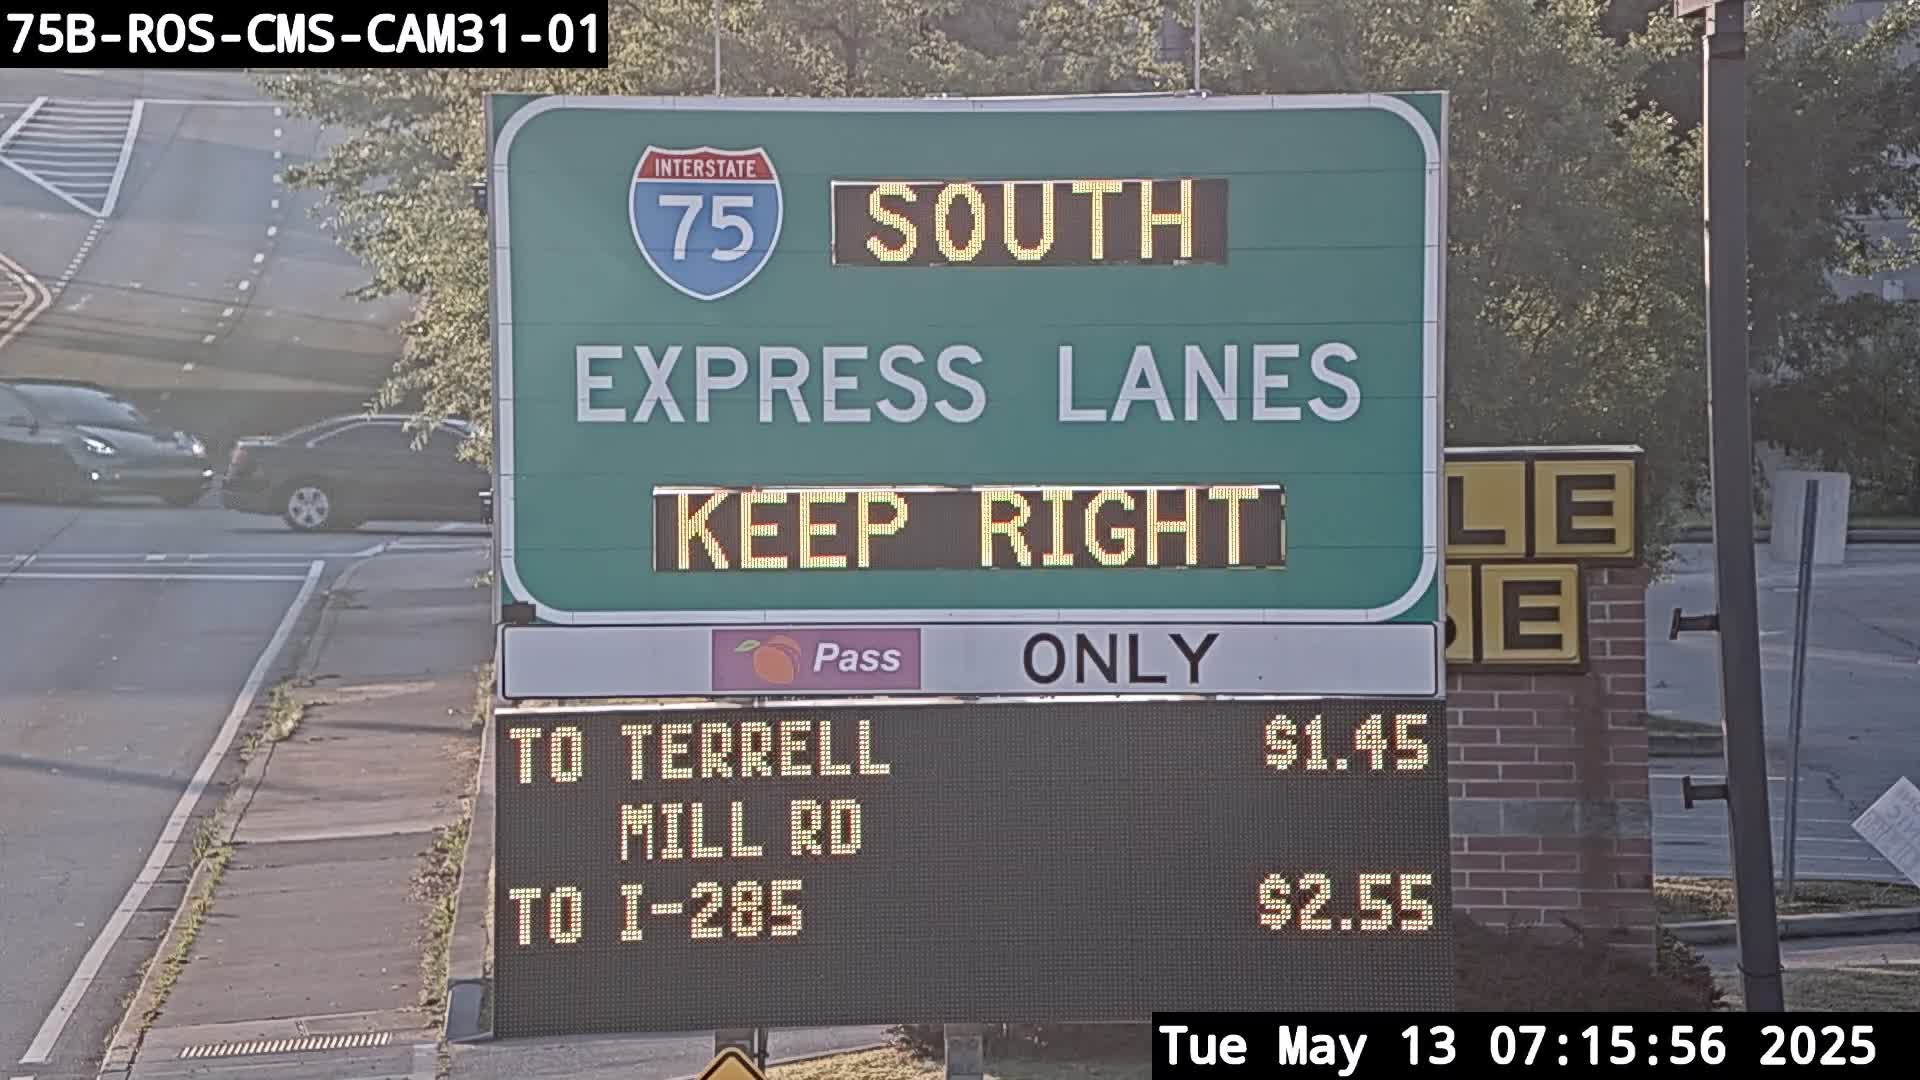 75B-ROS-CMS-CAM31-01
INTERSTATE
75
SOUTH
EXPRESS LANES
KEEP RIGHT
LE
E
Pass ONLY
TO TERRELL $1.45
MILL RD
TO I-285 $2.55
Tue May 13 07:15:56 2025